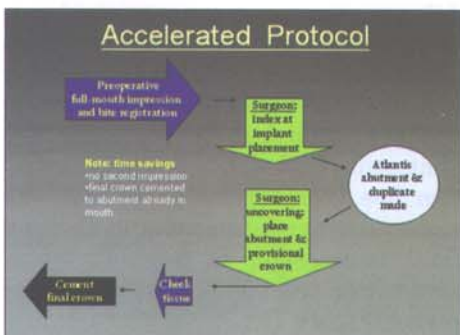 Accelerated Protocol
Preoperative
full-mouth impression
and bite registration
Surgeon:
index at
implant
placement
Note: time savings
•no second impression
•final crown cemented
to abutment already in
mouth
Atlantis
abutment &
duplicate
made
Surgeon:
uncovering:
place
abutment &
provisional
crown
Check
tissue
Cement
final crown